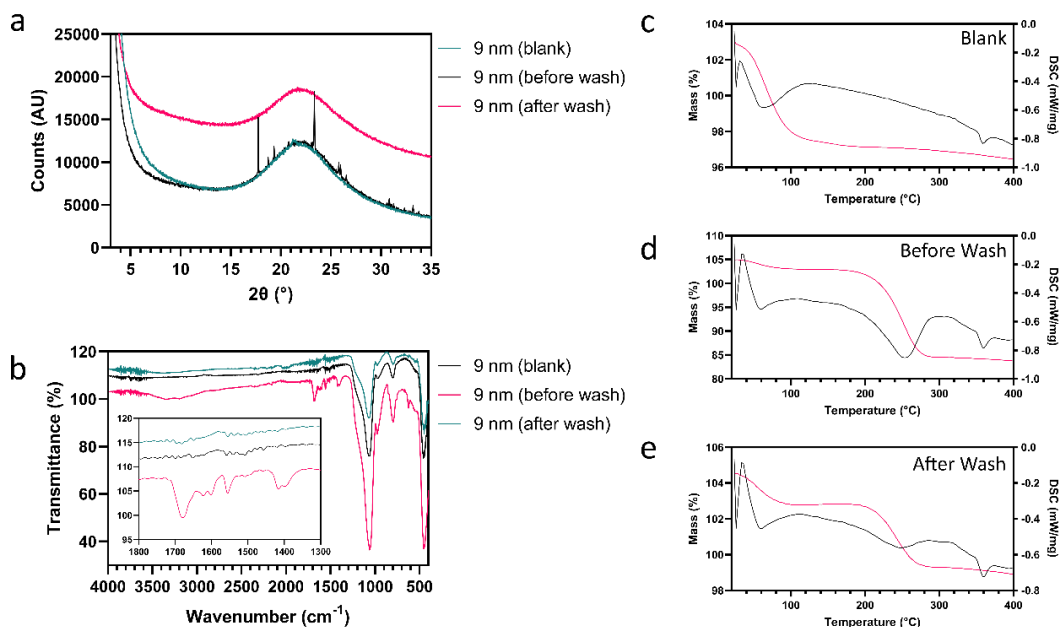 a
25000
20000
15000
10000
5000
0
Counts (AU)
5 10 15 20 25 30 35
2θ (°)
9 nm (blank)
9 nm (before wash)
9 nm (after wash)
b
120
100
80
60
40
Transmittance (%)
120
115
110
105
100
95
1800 1700 1600 1500 1400 1300
4000 3500 3000 2500 2000 1500 1000 500
Wavenumber (cm⁻¹)
9 nm (blank)
9 nm (before wash)
9 nm (after wash)
c
Blank
104
102
100
98
96
Mass (%)
0.0
-0.2
-0.4
-0.6
-0.8
-1.0
DSC (mW/mg)
100 200 300 400
Temperature (°C)
d
Before Wash
110
105
100
95
90
85
80
Mass (%)
0.0
-0.2
-0.4
-0.6
-0.8
-1.0
DSC (mW/mg)
100 200 300 400
Temperature (°C)
e
After Wash
106
104
102
100
98
Mass (%)
0.0
-0.2
-0.4
-0.6
-0.8
DSC (mW/mg)
100 200 300 400
Temperature (°C)